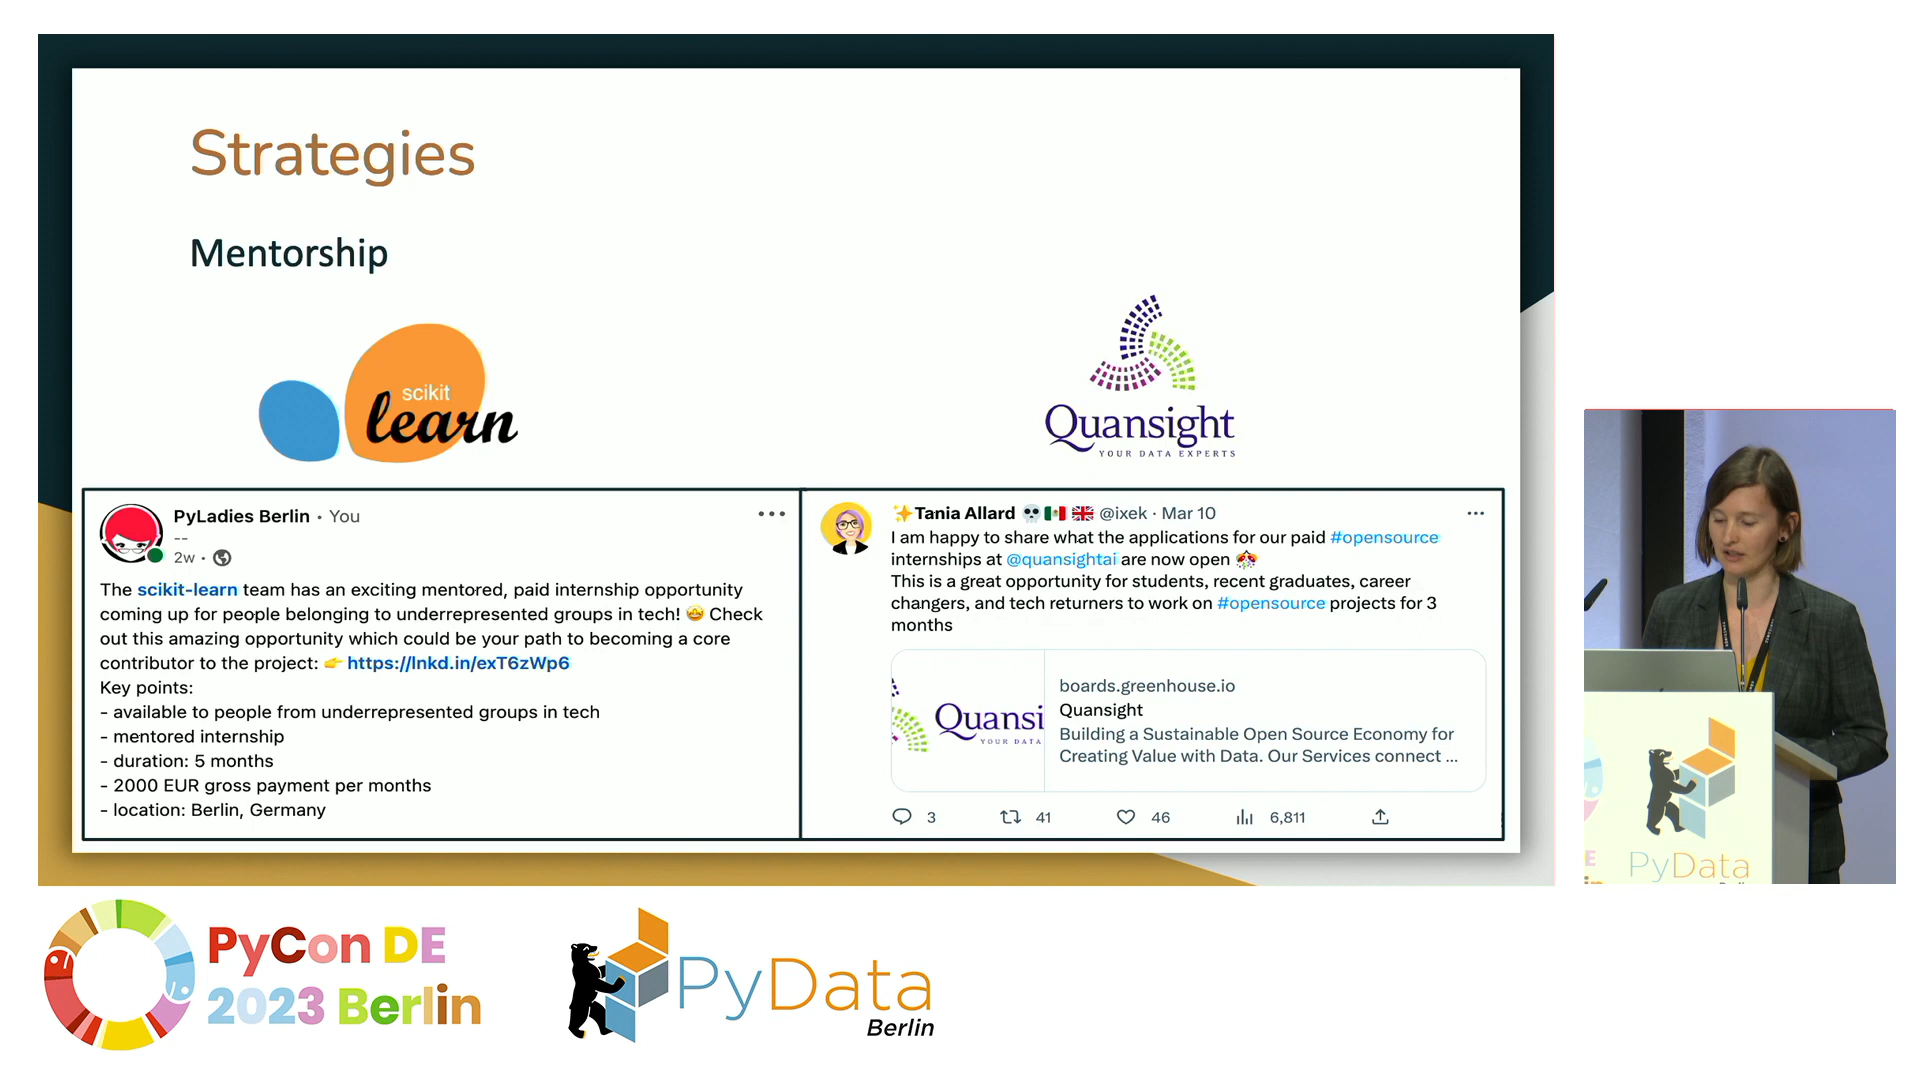 Strategies
Mentorship
scikit
learn
Quansight
YOUR DATA EXPERTS
PyLadies Berlin • You
--
2w •
The scikit-learn team has an exciting mentored, paid internship opportunity
coming up for people belonging to underrepresented groups in tech! 🤩 Check
out this amazing opportunity which could be your path to becoming a core
contributor to the project: 👉 https://lnkd.in/exT6zWp6
Key points:
- available to people from underrepresented groups in tech
- mentored internship
- duration: 5 months
- 2000 EUR gross payment per months
- location: Berlin, Germany
✨Tania Allard 💀🇲🇽 🇬🇧 @ixek · Mar 10
I am happy to share what the applications for our paid #opensource
internships at @quansightai are now open 🎊
This is a great opportunity for students, recent graduates, career
changers, and tech returners to work on #opensource projects for 3
months
Quansi
YOUR DATA
boards.greenhouse.io
Quansight
Building a Sustainable Open Source Economy for
Creating Value with Data. Our Services connect ...
3 41 46 6,811
PyData
PyCon DE
2023 Berlin
PyData
Berlin